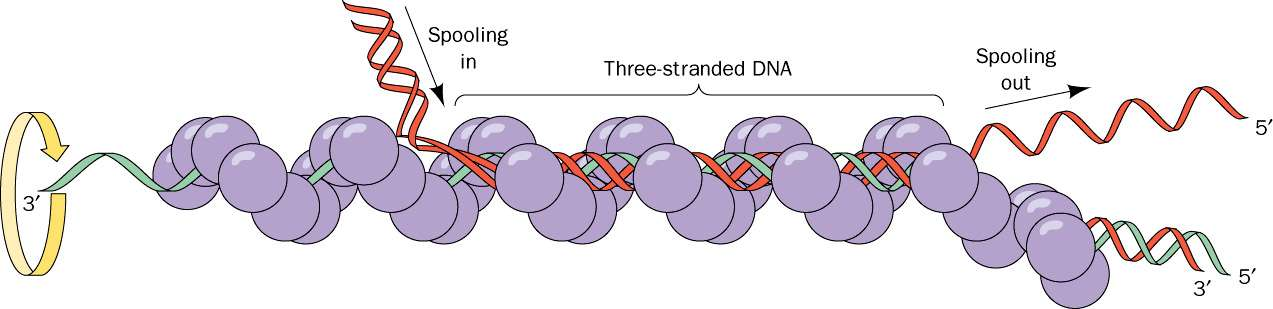 Spooling
in
Three-stranded DNA
Spooling
out
5′
3′
5′
3′